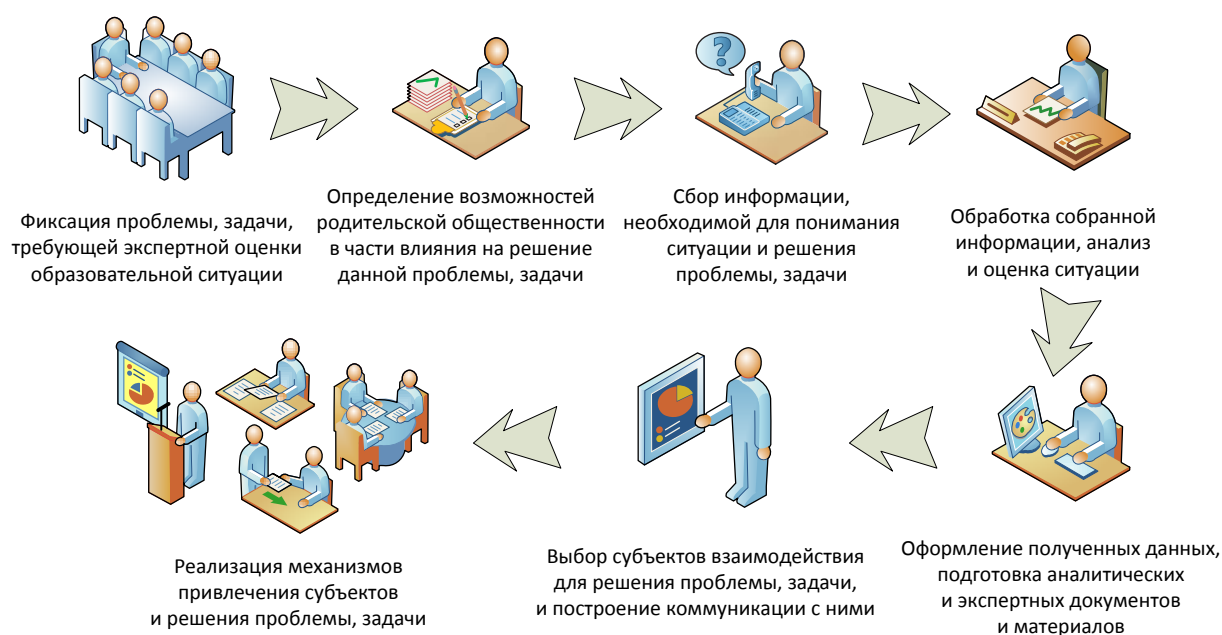 Фиксация проблемы, задачи,
требующей экспертной оценки
образовательной ситуации
Определение возможностей
родительской общественности
в части влияния на решение
данной проблемы, задачи
Сбор информации,
необходимой для понимания
ситуации и решения
проблемы, задачи
Обработка собранной
информации, анализ
и оценка ситуации
Оформление полученных данных,
подготовка аналитических
и экспертных документов
и материалов
Выбор субъектов взаимодействия
для решения проблемы, задачи,
и построение коммуникации с ними
Реализация механизмов
привлечения субъектов
и решения проблемы, задачи